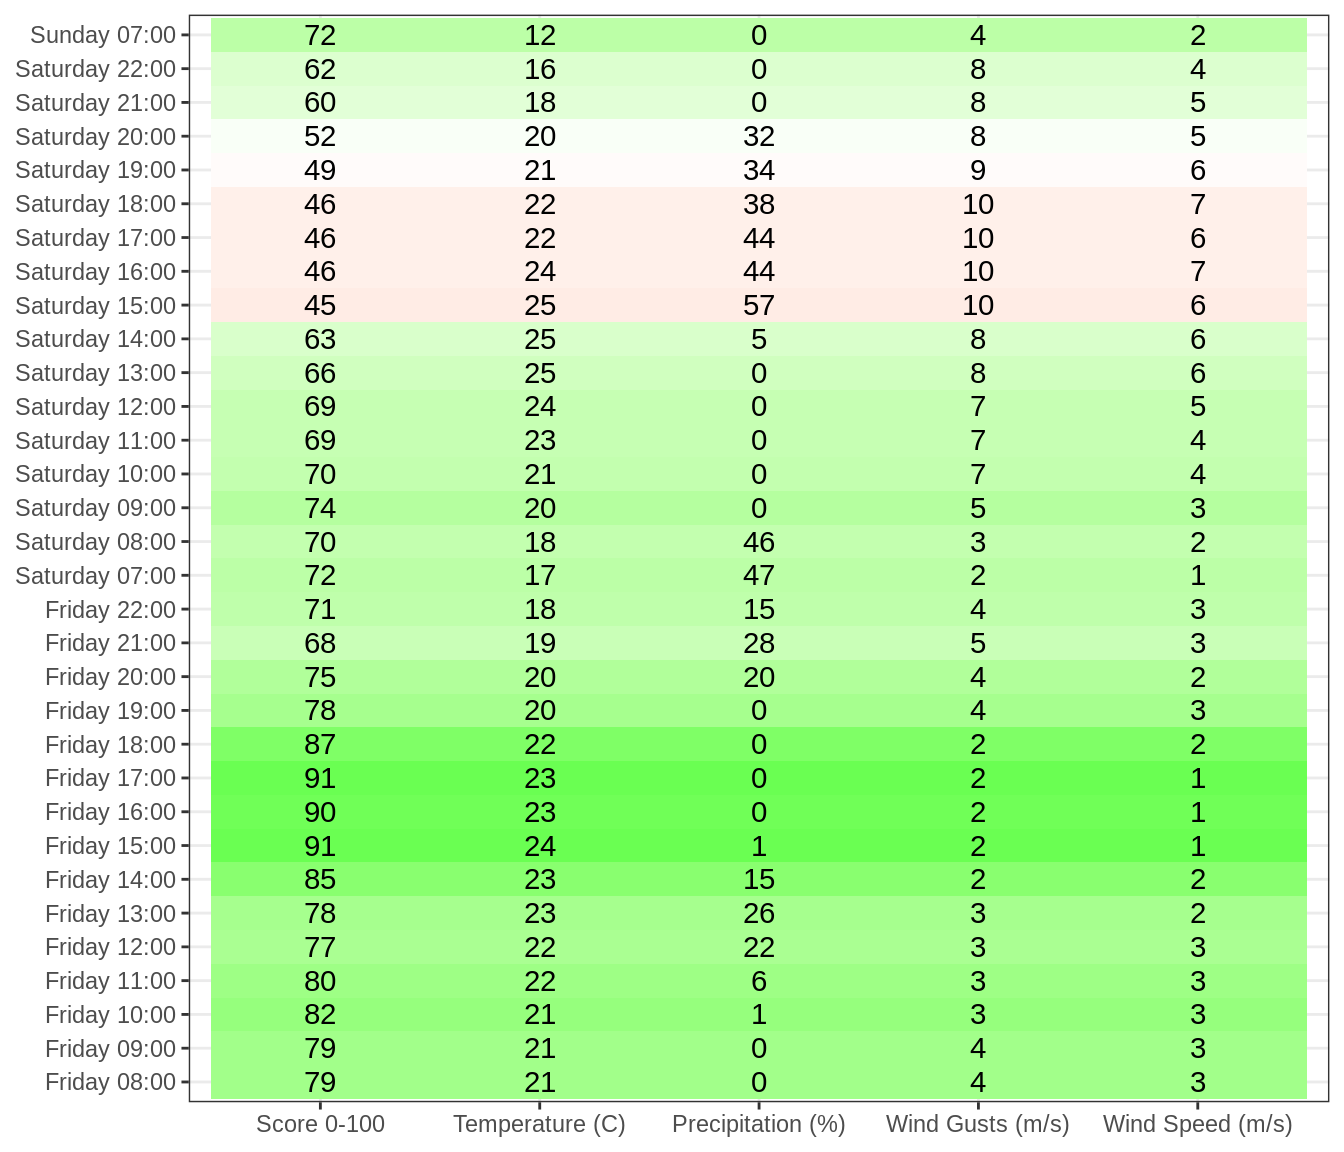 Sunday 07:00 72 12 0 4 2
Saturday 22:00 62 16 0 8 4
Saturday 21:00 60 18 0 8 5
Saturday 20:00 52 20 32 8 5
Saturday 19:00 49 21 34 9 6
Saturday 18:00 46 22 38 10 7
Saturday 17:00 46 22 44 10 6
Saturday 16:00 46 24 44 10 7
Saturday 15:00 45 25 57 10 6
Saturday 14:00 63 25 5 8 6
Saturday 13:00 66 25 0 8 6
Saturday 12:00 69 24 0 7 5
Saturday 11:00 69 23 0 7 4
Saturday 10:00 70 21 0 7 4
Saturday 09:00 74 20 0 5 3
Saturday 08:00 70 18 46 3 2
Saturday 07:00 72 17 47 2 1
Friday 22:00 71 18 15 4 3
Friday 21:00 68 19 28 5 3
Friday 20:00 75 20 20 4 2
Friday 19:00 78 20 0 4 3
Friday 18:00 87 22 0 2 2
Friday 17:00 91 23 0 2 1
Friday 16:00 90 23 0 2 1
Friday 15:00 91 24 1 2 1
Friday 14:00 85 23 15 2 2
Friday 13:00 78 23 26 3 2
Friday 12:00 77 22 22 3 3
Friday 11:00 80 22 6 3 3
Friday 10:00 82 21 1 3 3
Friday 09:00 79 21 0 4 3
Friday 08:00 79 21 0 4 3
Score 0-100 Temperature (C) Precipitation (%) Wind Gusts (m/s) Wind Speed (m/s)